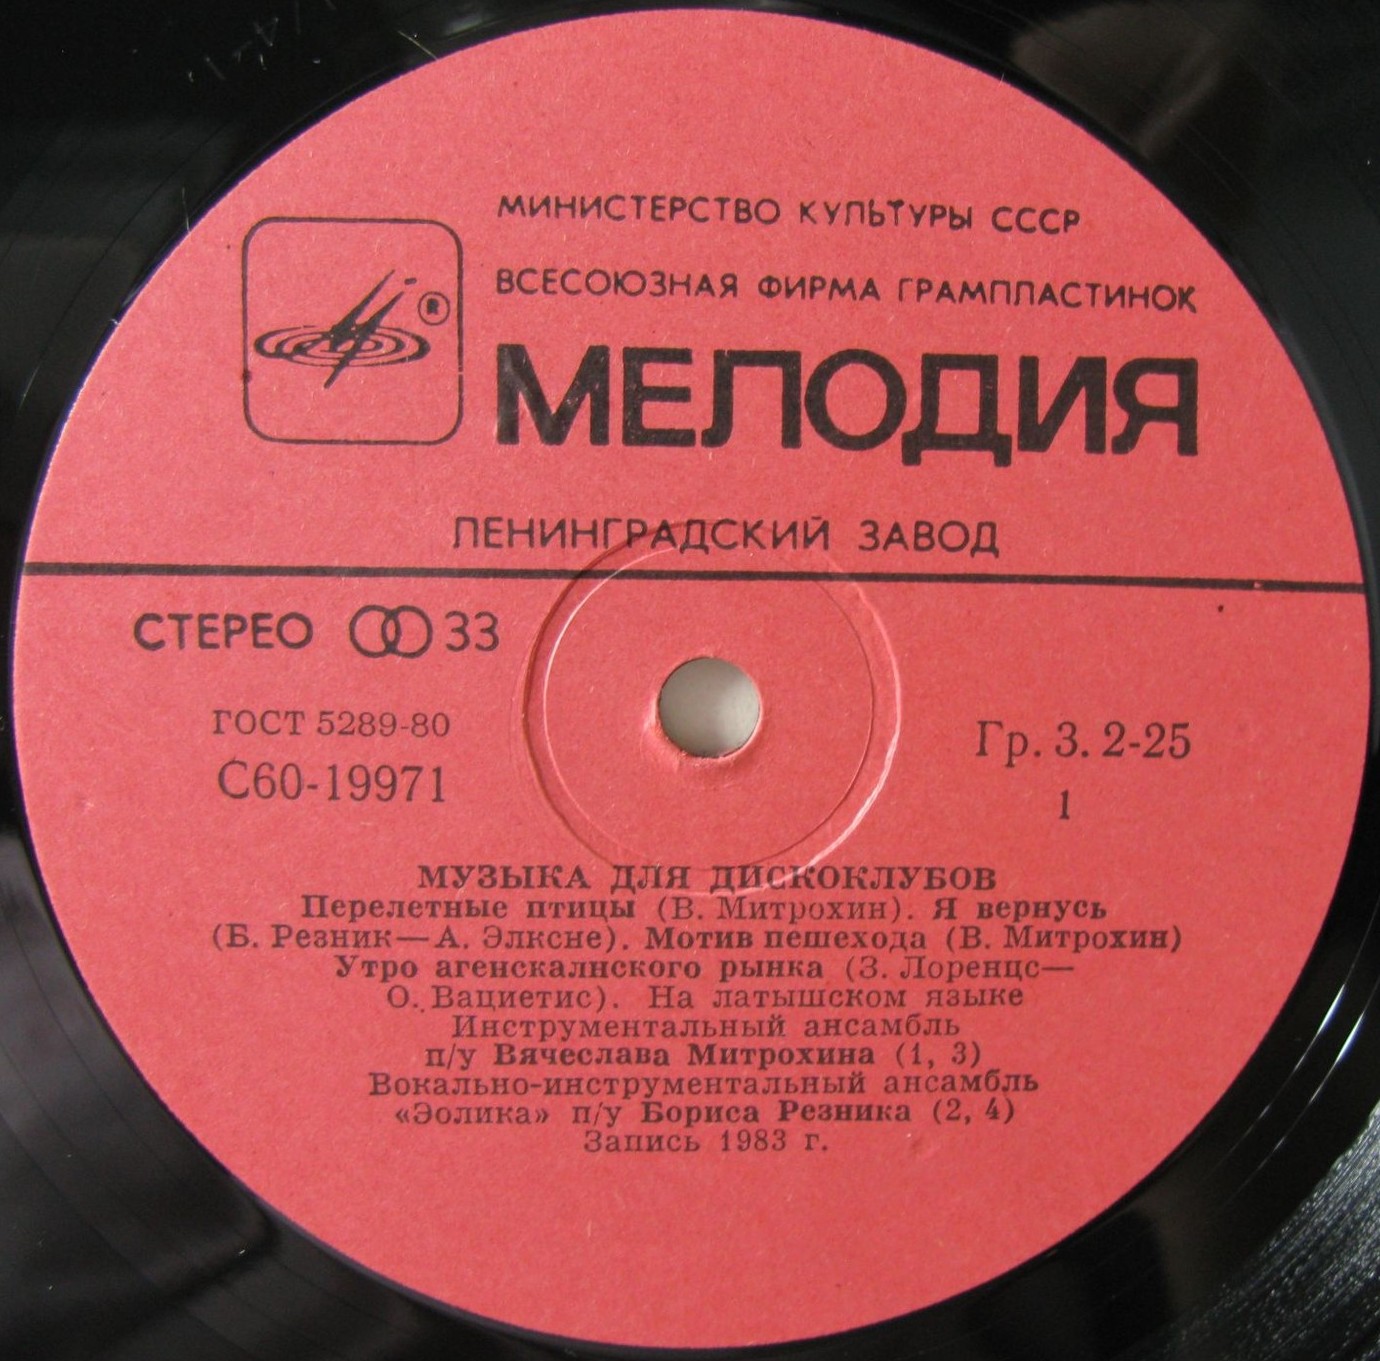 МИНИСТЕРСТВО КУЛЬТУРЫ СССР
ВСЕСОЮЗНАЯ ФИРМА ГРАМПЛАСТИНОК
®
МЕЛОДИЯ
ЛЕНИНГРАДСКИЙ ЗАВОД
СТЕРЕО 33
ГОСТ 5289-80
С60-19971
Гр. 3. 2-25
1
МУЗЫКА ДЛЯ ДИСКОКЛУБОВ
Перелетные птицы (В. Митрохин). Я вернусь
(Б. Резник—А. Элксне). Мотив пешехода (В. Митрохин)
Утро агенскалнского рынка (З. Лоренцс—
О. Вациетис). На латышском языке
Инструментальный ансамбль
п/у Вячеслава Митрохина (1, 3)
Вокально-инструментальный ансамбль
«Эолика» п/у Бориса Резника (2, 4)
Запись 1983 г.